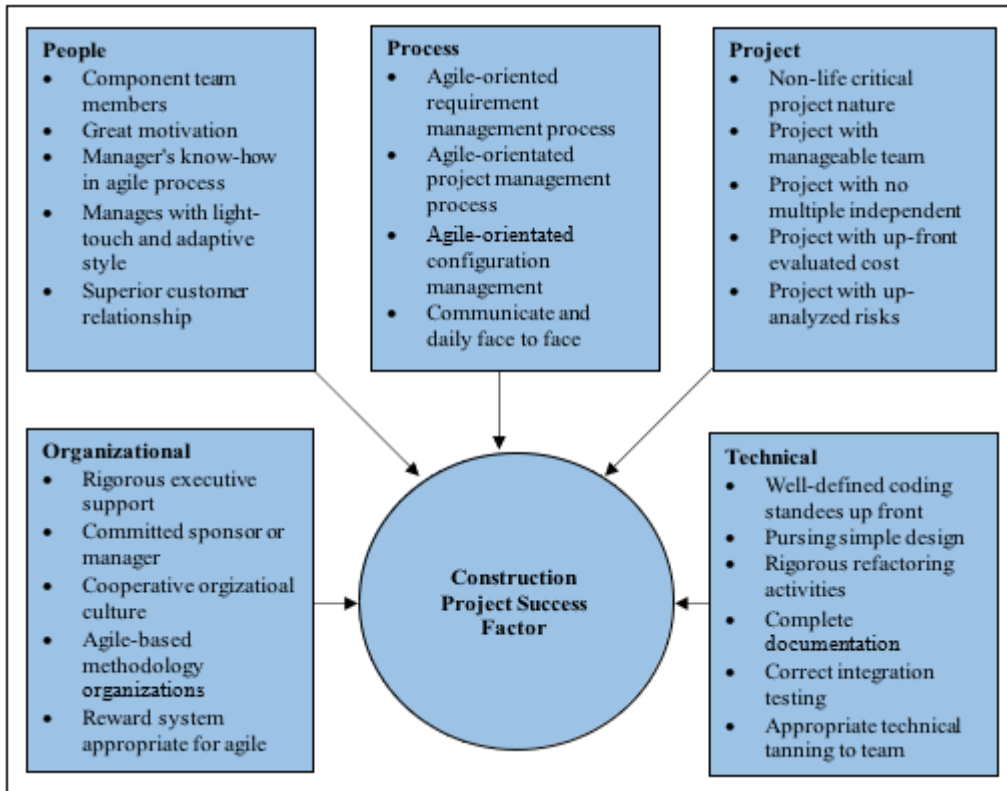 People
• Component team
members
• Great motivation
• Manager's know-how
in agile process
• Manages with light-
touch and adaptive
style
• Superior customer
relationship
Process
• Agile-oriented
requirement
management process
• Agile-orientated
project management
process
• Agile-orientated
configuration
management
• Communicate and
daily face to face
Project
• Non-life critical
project nature
• Project with
manageable team
• Project with no
multiple independent
• Project with up-front
evaluated cost
• Project with up-
analyzed risks
Organizational
• Rigorous executive
support
• Committed sponsor or
manager
• Cooperative orgizatioal
culture
• Agile-based
methodology
organizations
• Reward system
appropriate for agile
Construction
Project Success
Factor
Technical
• Well-defined coding
standees up front
• Pursing simple design
• Rigorous refactoring
activities
• Complete
documentation
• Correct integration
testing
• Appropriate technical
tanning to team